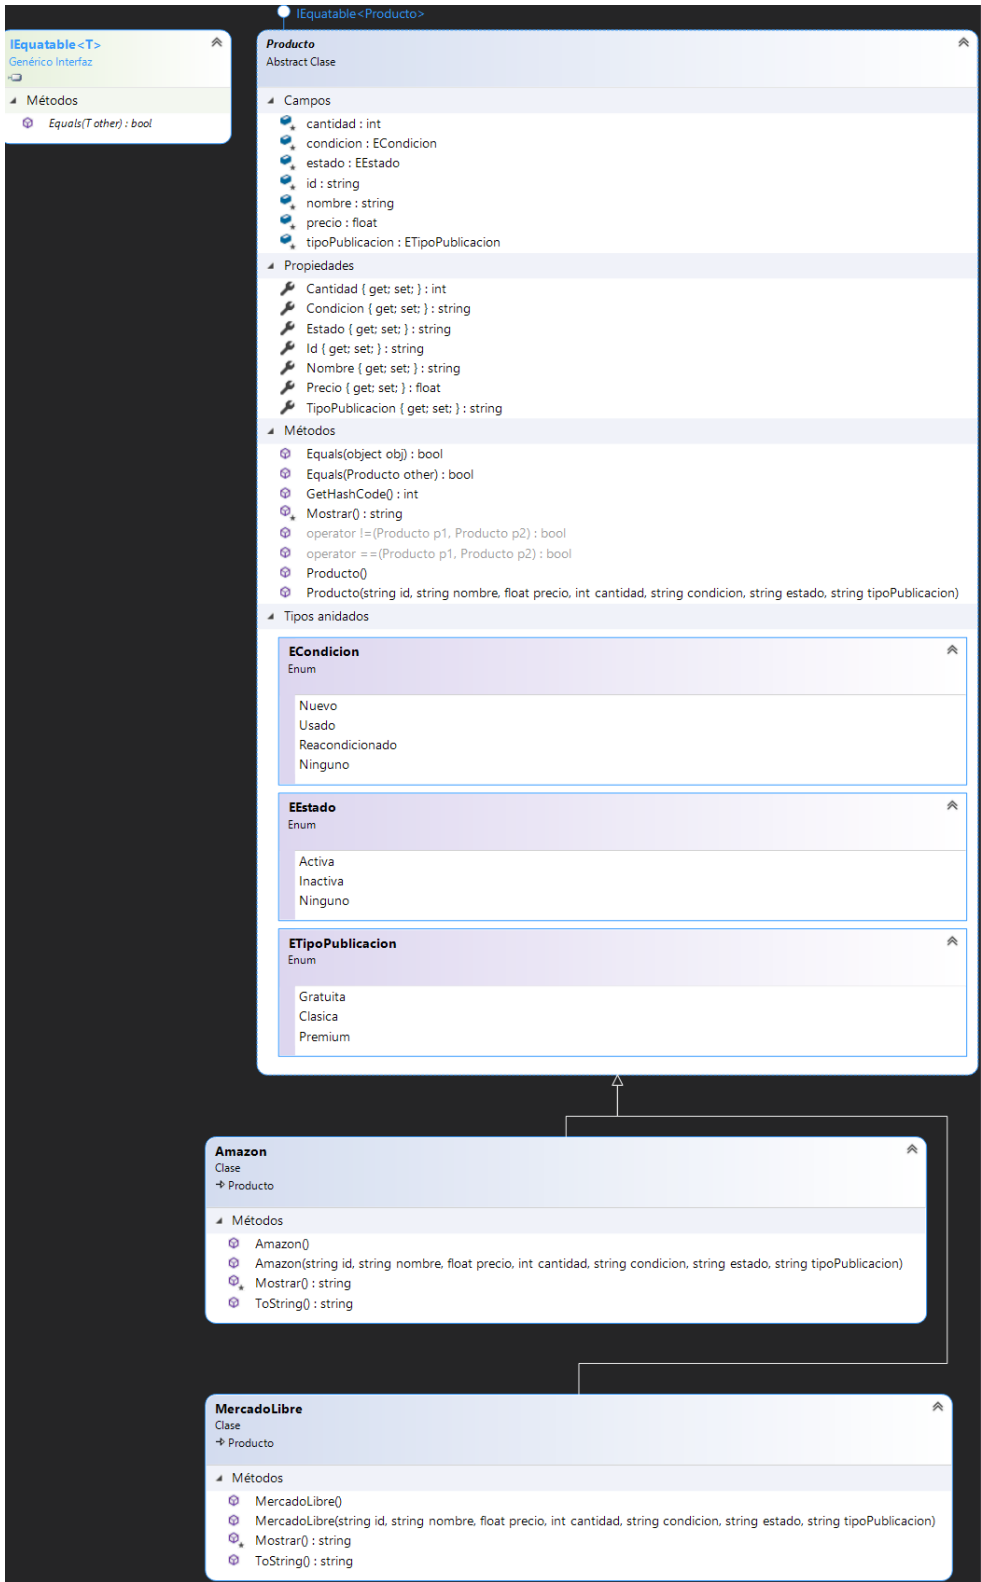 IEquatable<Producto>
IEquatable<T>
Genérico Interfaz
Métodos
Equals(T other) : bool
Producto
Abstract Clase
Campos
cantidad : int
condicion : ECondicion
estado : EEstado
id : string
nombre : string
precio : float
tipoPublicacion : ETipoPublicacion
Propiedades
Cantidad { get; set; } : int
Condicion { get; set; } : string
Estado { get; set; } : string
Id { get; set; } : string
Nombre { get; set; } : string
Precio { get; set; } : float
TipoPublicacion { get; set; } : string
Métodos
Equals(object obj) : bool
Equals(Producto other) : bool
GetHashCode() : int
Mostrar() : string
operator !=(Producto p1, Producto p2) : bool
operator ==(Producto p1, Producto p2) : bool
Producto()
Producto(string id, string nombre, float precio, int cantidad, string condicion, string estado, string tipoPublicacion)
Tipos anidados
ECondicion
Enum
Nuevo
Usado
Reacondicionado
Ninguno
EEstado
Enum
Activa
Inactiva
Ninguno
ETipoPublicacion
Enum
Gratuita
Clasica
Premium
Amazon
Clase
Producto
Métodos
Amazon()
Amazon(string id, string nombre, float precio, int cantidad, string condicion, string estado, string tipoPublicacion)
Mostrar() : string
ToString() : string
MercadoLibre
Clase
Producto
Métodos
MercadoLibre()
MercadoLibre(string id, string nombre, float precio, int cantidad, string condicion, string estado, string tipoPublicacion)
Mostrar() : string
ToString() : string